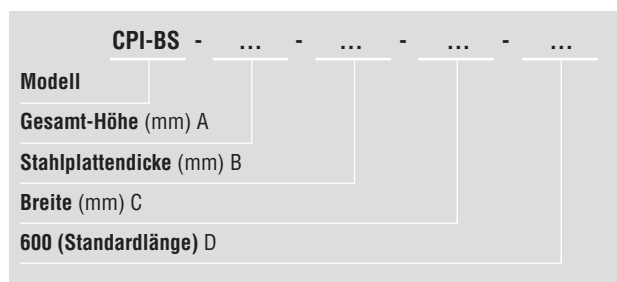 CPI-BS - ... - ... - ... - ...
Modell
Gesamt-Höhe (mm) A
Stahlplattendicke (mm) B
Breite (mm) C
600 (Standardlänge) D